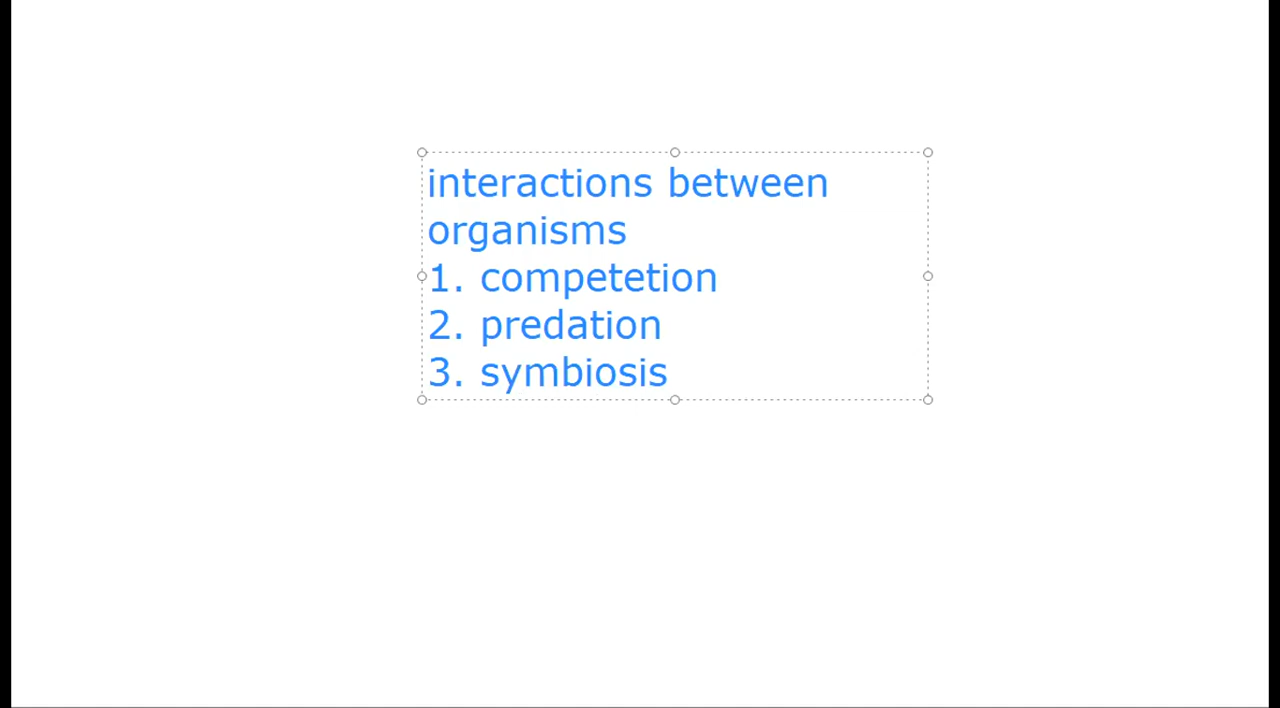 interactions between
organisms
1. competetion
2. predation
3. symbiosis